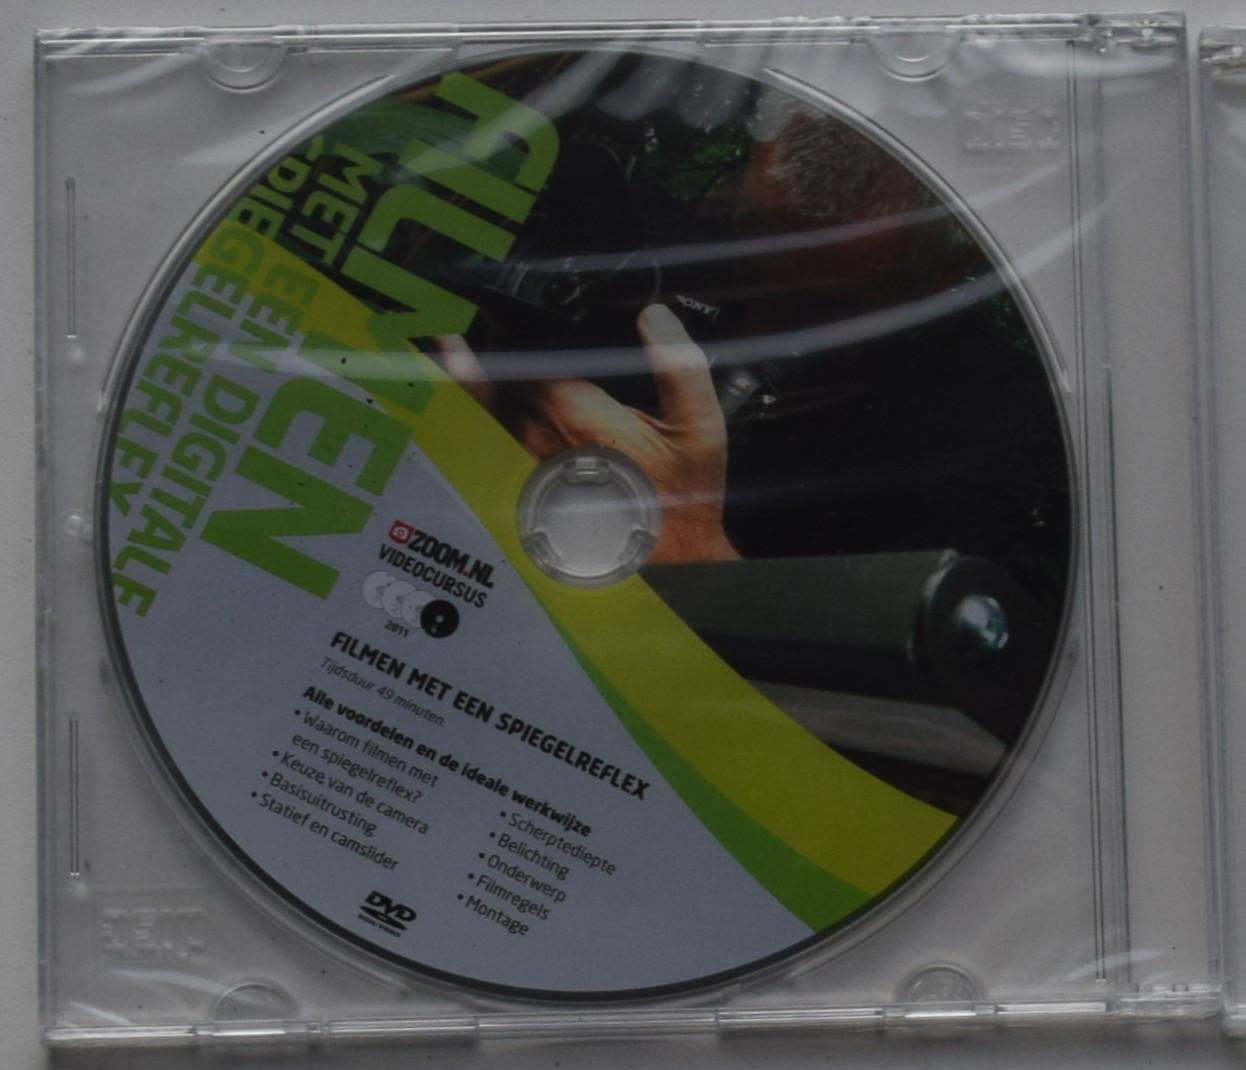 FILMEN
MET EEN DIGITALE
SPIEGELREFLEX
SONY
ZOOM.NL
VIDEOCURSUS
2011
FILMEN MET EEN SPIEGELREFLEX
Tijdsduur 49 minuten.
Alle voordelen en de ideale werkwijze
• Waarom filmen met
een spiegelreflex?
• Keuze van de camera
• Basisuitrusting
• Statief en camslider
• Scherptediepte
• Belichting
• Onderwerp
• Filmregels
• Montage
DVD